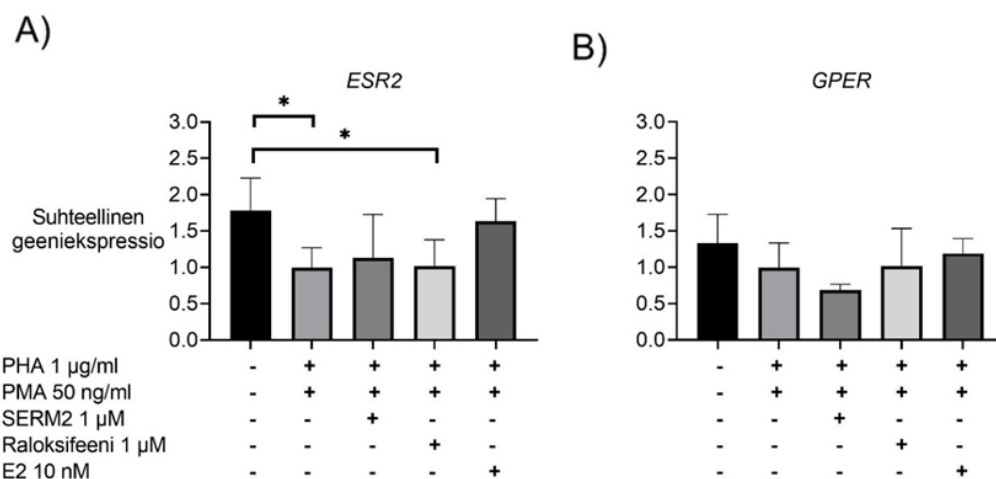 A)
B)
ESR2
GPER
*
*
3.0
2.5
2.0
1.5
1.0
0.5
0.0
Suhteellinen
geeniekspressio
3.0
2.5
2.0
1.5
1.0
0.5
0.0
PHA 1 µg/ml - + + + + - + + + +
PMA 50 ng/ml - + + + + - + + + +
SERM2 1 µM - - + - - - - + - -
Raloksifeeni 1 µM - - - + - - - - + -
E2 10 nM - - - - + - - - - +